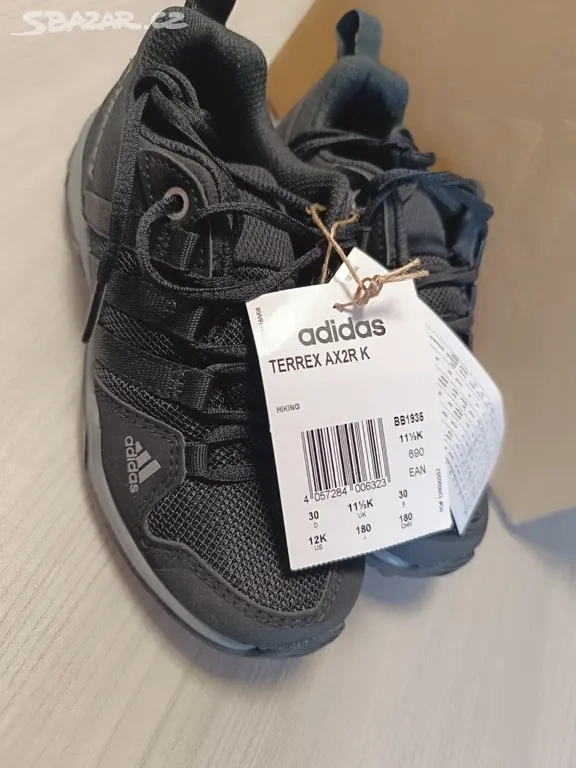 SBAZAR.CZ
adidas
TERREX AX2R K
HIKING
BB1935
11½K
690
EAN
4 057284 006323
30 11½K 30
D UK F
12K 180 180
US J CHN
adidas